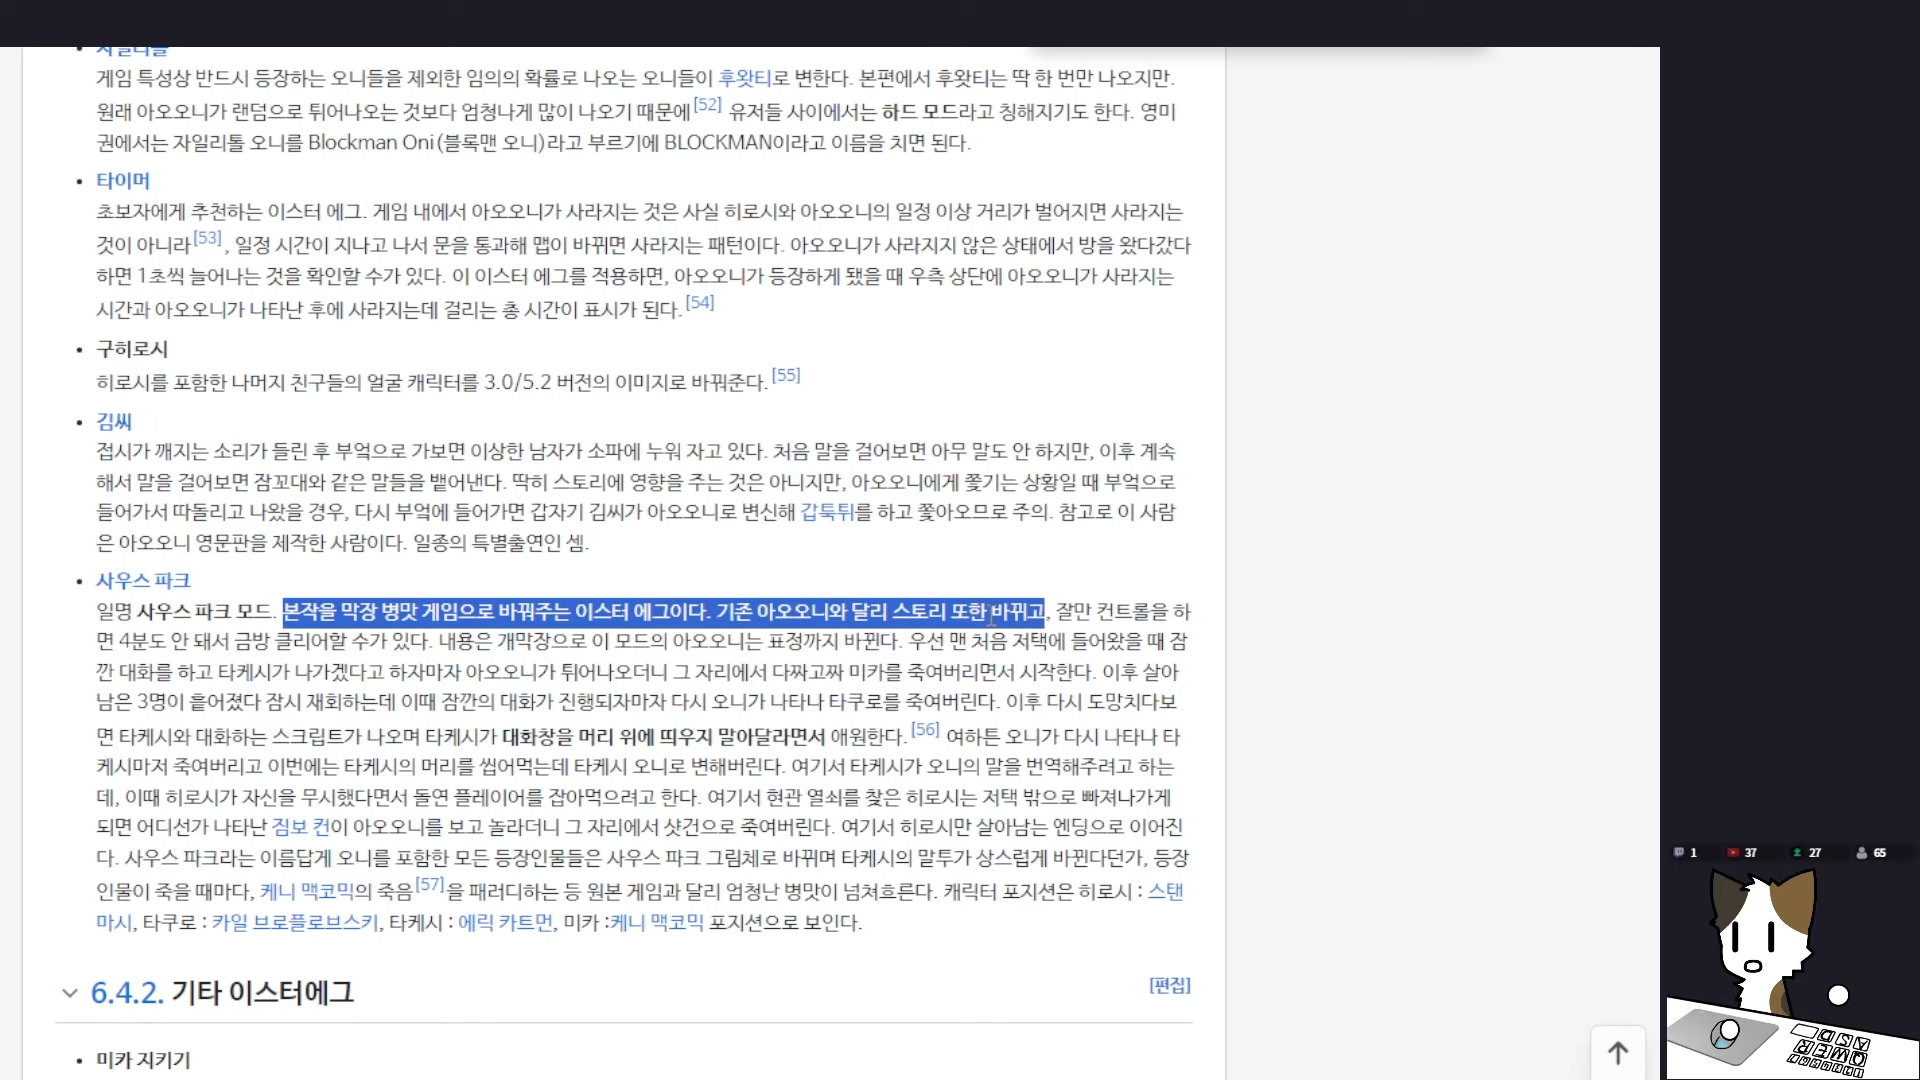 게임 특성상 반드시 등장하는 오니들을 제외한 임의의 확률로 나오는 오니들이 후왓티로 변한다. 본편에서 후왓티는 딱 한 번만 나오지만.
원래 아오오니가 랜덤으로 튀어나오는 것보다 엄청나게 많이 나오기 때문에[52] 유저들 사이에서는 하드 모드라고 칭해지기도 한다. 영미
권에서는 자일리톨 오니를 Blockman Oni(블록맨 오니)라고 부르기에 BLOCKMAN이라고 이름을 치면 된다.
• 타이머
초보자에게 추천하는 이스터 에그. 게임 내에서 아오오니가 사라지는 것은 사실 히로시와 아오오니의 일정 이상 거리가 벌어지면 사라지는
것이 아니라[53], 일정 시간이 지나고 나서 문을 통과해 맵이 바뀌면 사라지는 패턴이다. 아오오니가 사라지지 않은 상태에서 방을 왔다갔다
하면 1초씩 늘어나는 것을 확인할 수가 있다. 이 이스터 에그를 적용하면, 아오오니가 등장하게 됐을 때 우측 상단에 아오오니가 사라지는
시간과 아오오니가 나타난 후에 사라지는데 걸리는 총 시간이 표시가 된다.[54]
• 구히로시
히로시를 포함한 나머지 친구들의 얼굴 캐릭터를 3.0/5.2 버전의 이미지로 바꿔준다.[55]
• 김씨
접시가 깨지는 소리가 들린 후 부엌으로 가보면 이상한 남자가 소파에 누워 자고 있다. 처음 말을 걸어보면 아무 말도 안 하지만, 이후 계속
해서 말을 걸어보면 잠꼬대와 같은 말들을 뱉어낸다. 딱히 스토리에 영향을 주는 것은 아니지만, 아오오니에게 쫓기는 상황일 때 부엌으로
들어가서 따돌리고 나왔을 경우, 다시 부엌에 들어가면 갑자기 김씨가 아오오니로 변신해 갑툭튀를 하고 쫓아오므로 주의. 참고로 이 사람
은 아오오니 영문판을 제작한 사람이다. 일종의 특별출연인 셈.
• 사우스 파크
일명 사우스 파크 모드. 본작을 막장 병맛 게임으로 바꿔주는 이스터 에그이다. 기존 아오오니와 달리 스토리 또한 바뀌고, 잘만 컨트롤을 하
면 4분도 안 돼서 금방 클리어할 수가 있다. 내용은 개막장으로 이 모드의 아오오니는 표정까지 바뀐다. 우선 맨 처음 저택에 들어왔을 때 잠
깐 대화를 하고 타케시가 나가겠다고 하자마자 아오오니가 튀어나오더니 그 자리에서 다짜고짜 미카를 죽여버리면서 시작한다. 이후 살아
남은 3명이 흩어졌다 잠시 재회하는데 이때 잠깐의 대화가 진행되자마자 다시 오니가 나타나 타쿠로를 죽여버린다. 이후 다시 도망치다보
면 타케시와 대화하는 스크립트가 나오며 타케시가 대화창을 머리 위에 띄우지 말아달라면서 애원한다.[56] 여하튼 오니가 다시 나타나 타
케시마저 죽여버리고 이번에는 타케시의 머리를 씹어먹는데 타케시 오니로 변해버린다. 여기서 타케시가 오니의 말을 번역해주려고 하는
데, 이때 히로시가 자신을 무시했다면서 돌연 플레이어를 잡아먹으려고 한다. 여기서 현관 열쇠를 찾은 히로시는 저택 밖으로 빠져나가게
되면 어디선가 나타난 짐보 컨이 아오오니를 보고 놀라더니 그 자리에서 샷건으로 죽여버린다. 여기서 히로시만 살아남는 엔딩으로 이어진
다. 사우스 파크라는 이름답게 오니를 포함한 모든 등장인물들은 사우스 파크 그림체로 바뀌며 타케시의 말투가 상스럽게 바뀐다던가, 등장
인물이 죽을 때마다, 케니 맥코믹의 죽음[57]을 패러디하는 등 원본 게임과 달리 엄청난 병맛이 넘쳐흐른다. 캐릭터 포지션은 히로시 : 스탠
마시, 타쿠로 : 카일 브로플로브스키, 타케시 : 에릭 카트먼, 미카 :케니 맥코믹 포지션으로 보인다.
6.4.2. 기타 이스터에그 [편집]
• 미카 지키기
1 37 27 65